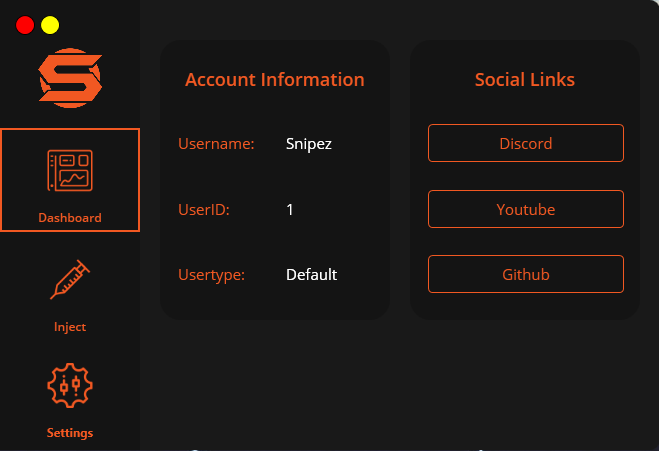 Account Information
Username: Snipez
UserID: 1
Usertype: Default
Social Links
Discord
Youtube
Github
Dashboard
Inject
Settings